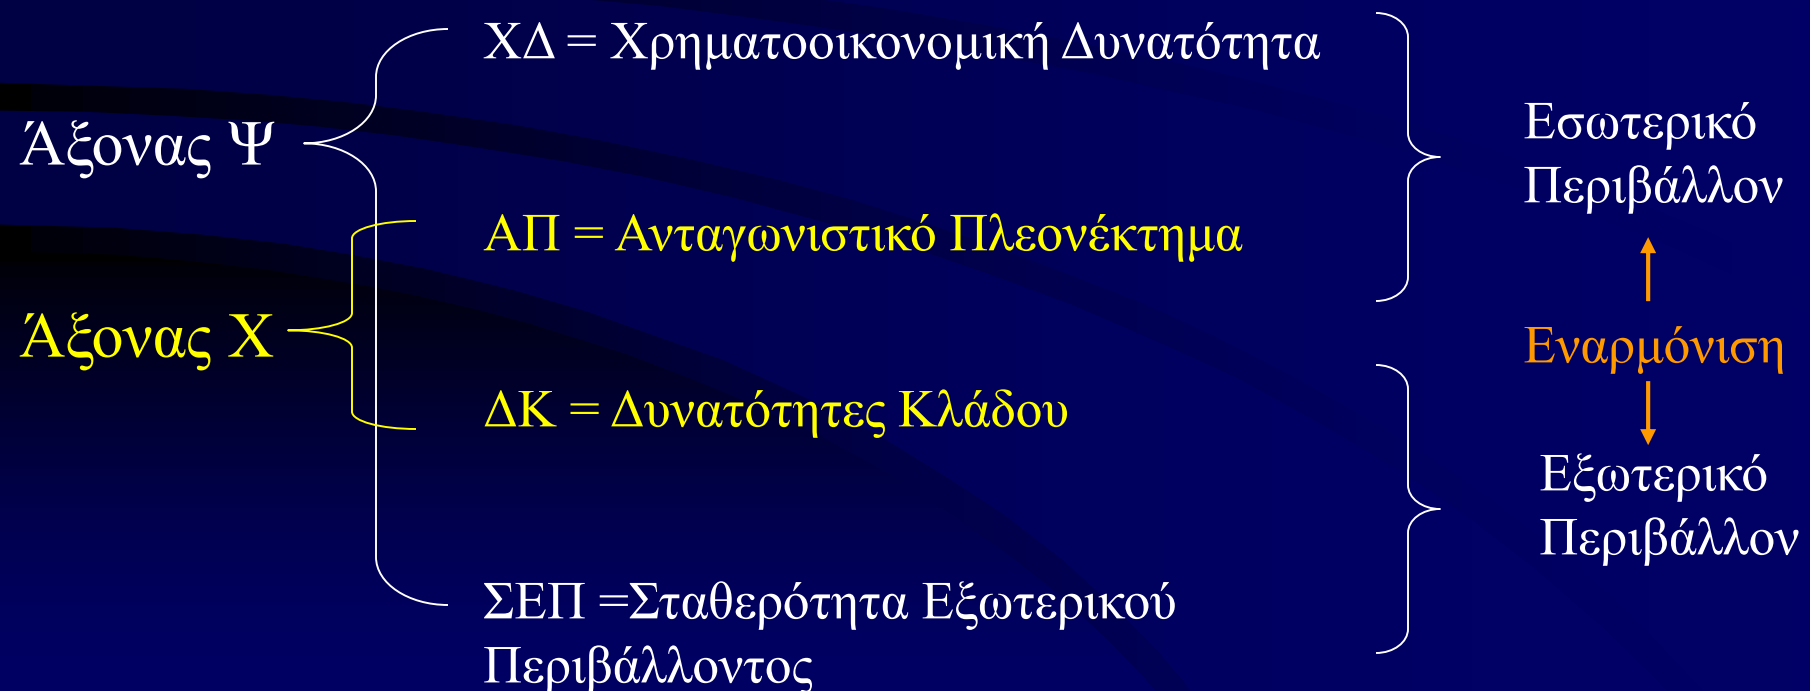 ΧΔ = Χρηματοοικονομική Δυνατότητα
Άξονας Ψ
Εσωτερικό
Περιβάλλον
ΑΠ = Ανταγωνιστικό Πλεονέκτημα
Άξονας Χ
Εναρμόνιση
ΔΚ = Δυνατότητες Κλάδου
Εξωτερικό
Περιβάλλον
ΣΕΠ =Σταθερότητα Εξωτερικού
Περιβάλλοντος